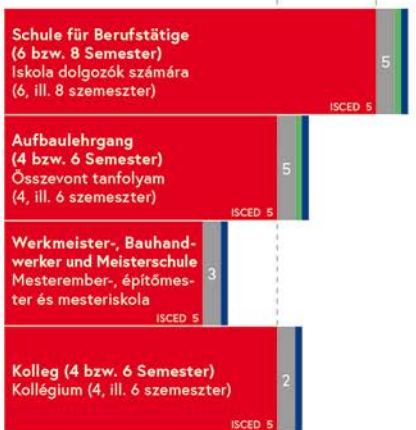 Schule für Berufstätige
(6 bzw. 8 Semester)
Iskola dolgozók számára
(6, ill. 8 szemeszter)
5
ISCED 5
Aufbaulehrgang
(4 bzw. 6 Semester)
Összevont tanfolyam
(4, ill. 6 szemeszter)
5
ISCED 5
Werkmeister-, Bauhand-
werker und Meisterschule
Mesterember-, építőmes-
ter és mesteriskola
3
ISCED 5
Kolleg (4 bzw. 6 Semester)
Kollégium (4, ill. 6 szemeszter)
2
ISCED 5